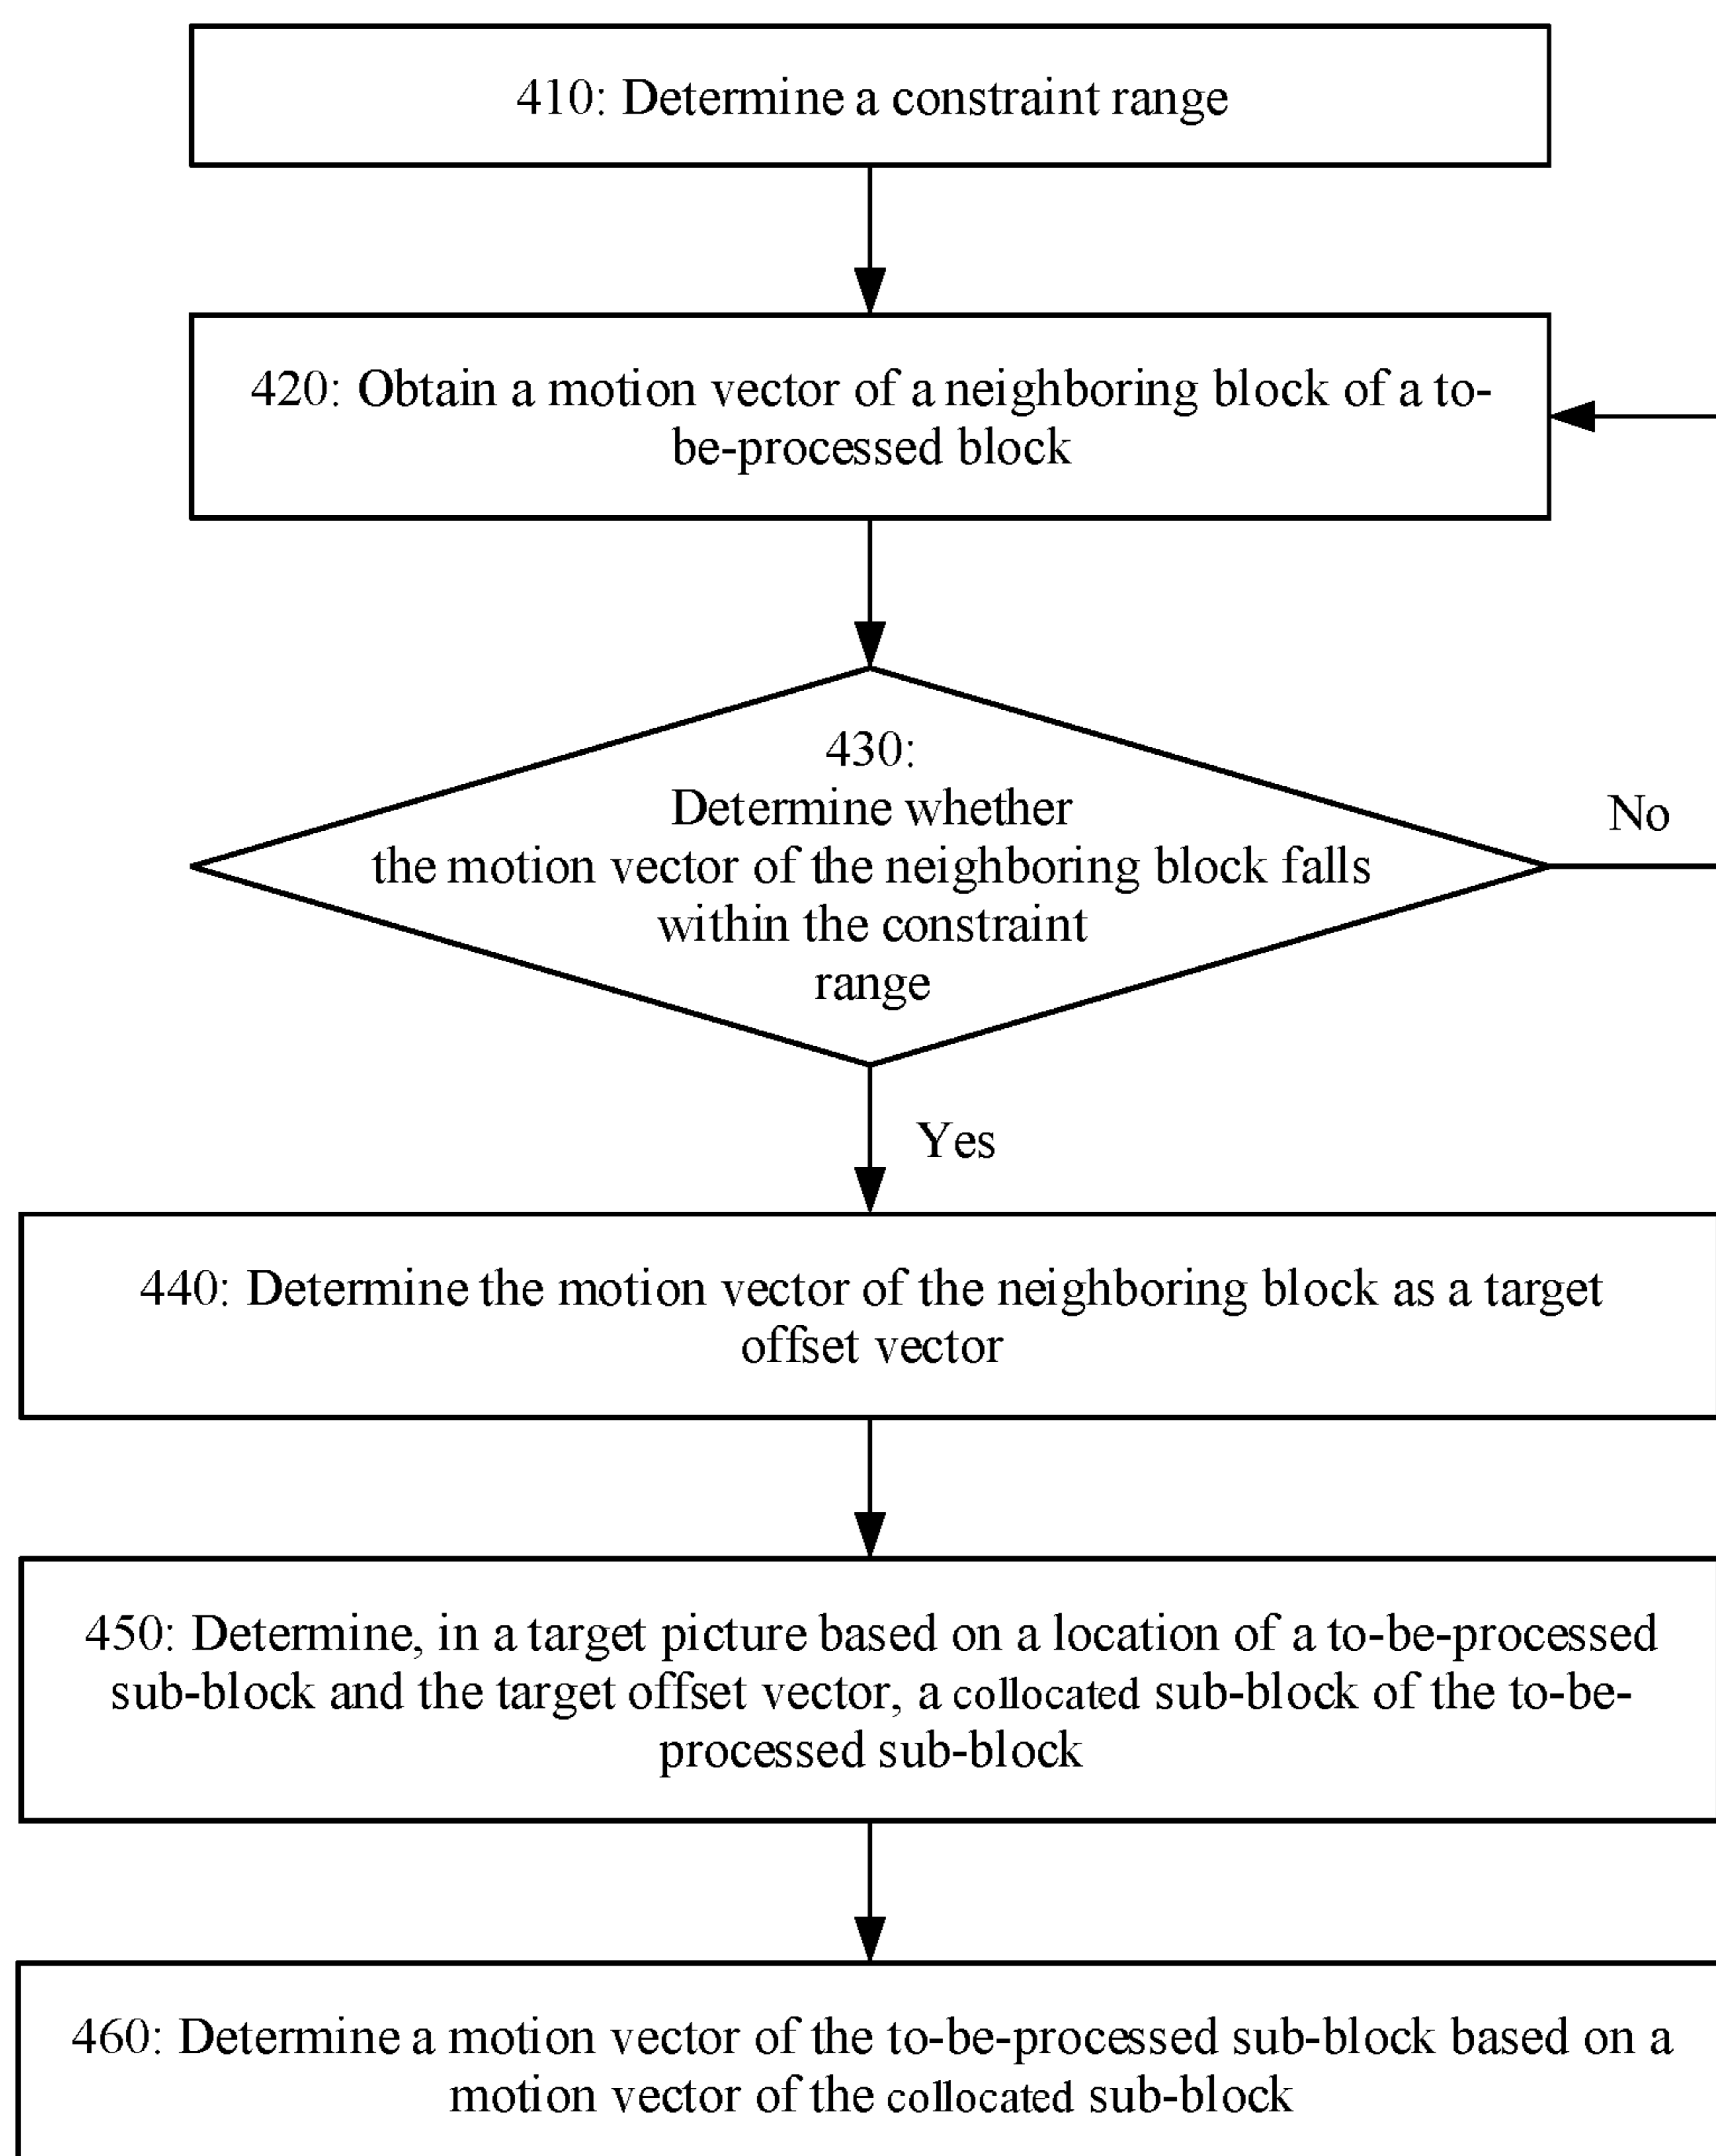 410: Determine a constraint range
420: Obtain a motion vector of a neighboring block of a to-
be-processed block
430:
Determine whether
the motion vector of the neighboring block falls
within the constraint
range
No
Yes
440: Determine the motion vector of the neighboring block as a target
offset vector
450: Determine, in a target picture based on a location of a to-be-processed
sub-block and the target offset vector, a collocated sub-block of the to-be-
processed sub-block
460: Determine a motion vector of the to-be-processed sub-block based on a
motion vector of the collocated sub-block